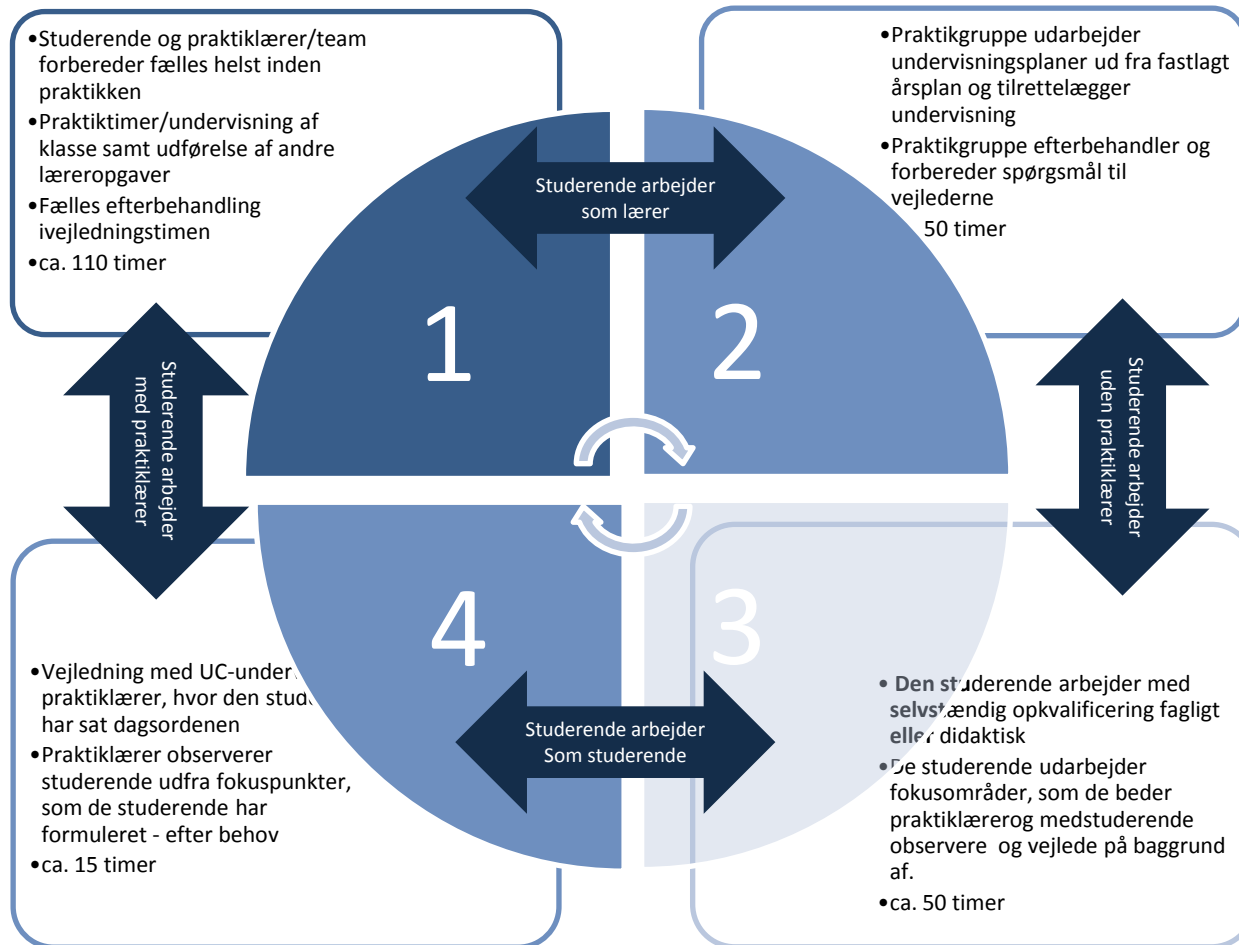 •Studerende og praktiklærer/team
forbereder fælles helst inden
praktikken
•Praktiktimer/undervisning af
klasse samt udførelse af andre
læreropgaver
•Fælles efterbehandling
ivejledningstimen
•ca. 110 timer
•Praktikgruppe udarbejder
undervisningsplaner ud fra fastlagt
årsplan og tilrettelægger
undervisning
•Praktikgruppe efterbehandler og
forbereder spørgsmål til
vejlederne
50 timer
Studerende arbejder
som lærer
1
2
Studerende arbejder
med praktiklærer
Studerende arbejder
uden praktiklærer
4
3
•Vejledning med UC-under
praktiklærer, hvor den stude
har sat dagsordenen
•Praktiklærer observerer
studerende udfra fokuspunkter,
som de studerende har
formuleret - efter behov
•ca. 15 timer
Studerende arbejder
Som studerende
• Den studerende arbejder med
selvstændig opkvalificering fagligt
eller didaktisk
•De studerende udarbejder
fokusområder, som de beder
praktiklærerog medstuderende
observere og vejlede på baggrund
af.
•ca. 50 timer